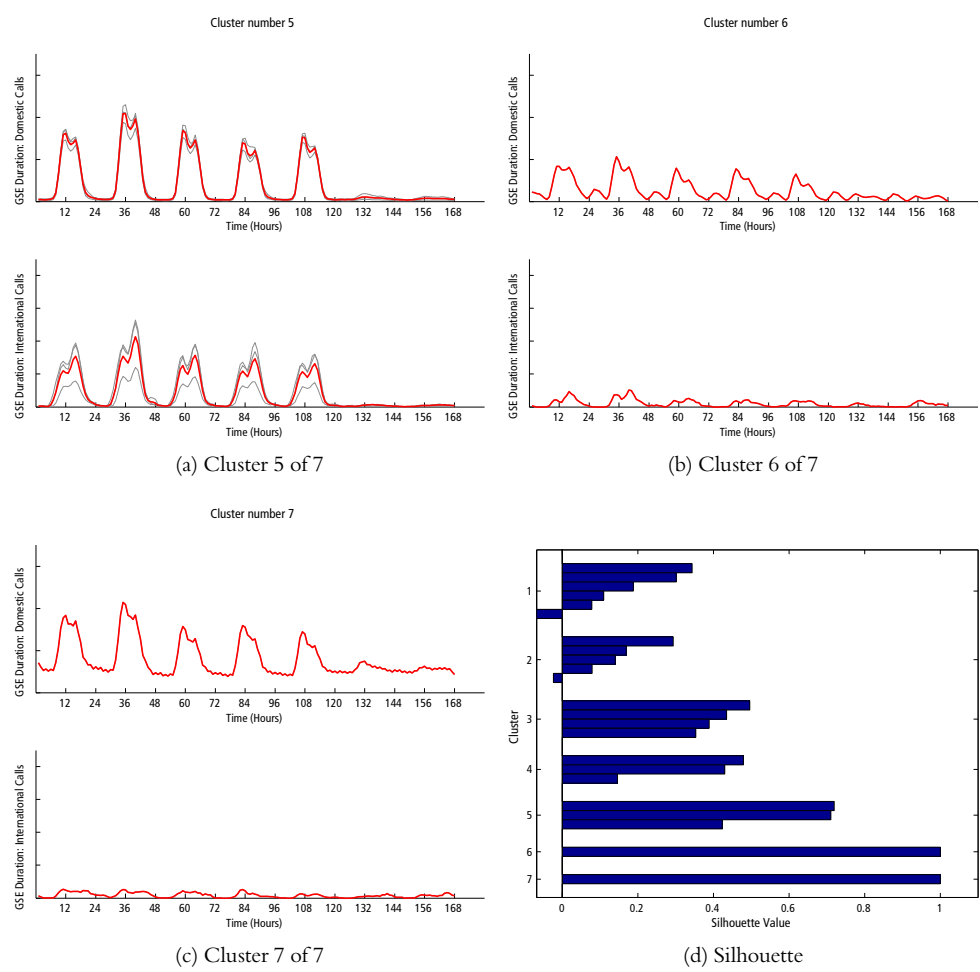 Cluster number 5
GSE Duration: Domestic Calls
12 24 36 48 60 72 84 96 108 120 132 144 156 168
Time (Hours)
GSE Duration: International Calls
12 24 36 48 60 72 84 96 108 120 132 144 156 168
Time (Hours)
(a) Cluster 5 of 7
Cluster number 6
GSE Duration: Domestic Calls
12 24 36 48 60 72 84 96 108 120 132 144 156 168
Time (Hours)
GSE Duration: International Calls
12 24 36 48 60 72 84 96 108 120 132 144 156 168
Time (Hours)
(b) Cluster 6 of 7
Cluster number 7
GSE Duration: Domestic Calls
12 24 36 48 60 72 84 96 108 120 132 144 156 168
Time (Hours)
GSE Duration: International Calls
12 24 36 48 60 72 84 96 108 120 132 144 156 168
Time (Hours)
(c) Cluster 7 of 7
Cluster
1
2
3
4
5
6
7
0 0.2 0.4 0.6 0.8 1
Silhouette Value
(d) Silhouette